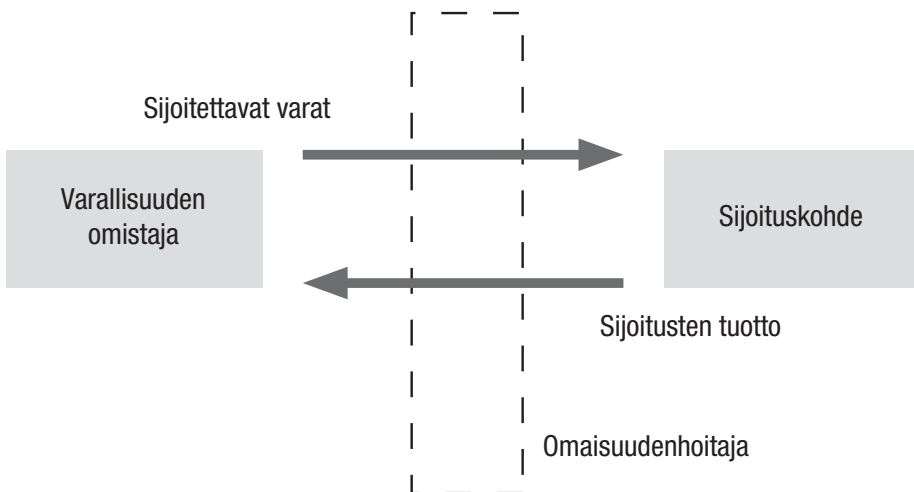 Sijoitettavat varat
Varallisuuden
omistaja
Sijoituskohde
Sijoitusten tuotto
Omaisuudenhoitaja